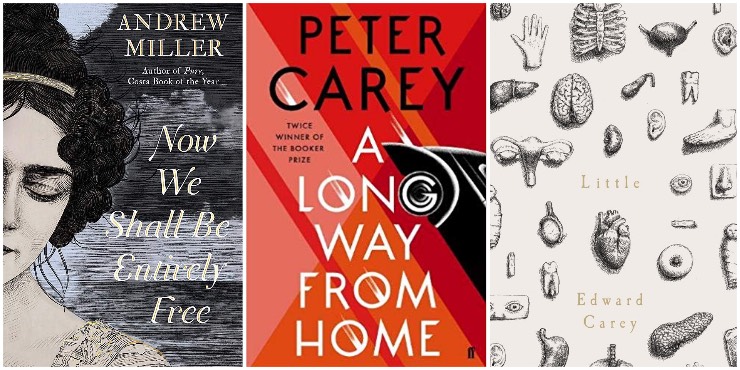 ANDREW
MILLER
Author of Pure,
Costa Book of the Year
Now
We
Shall Be
Entirely
Free
PETER
CAREY
TWICE
WINNER OF
THE BOOKER
PRIZE
A
LONG
WAY
FROM
HOME
ff
Little
Edward
Carey